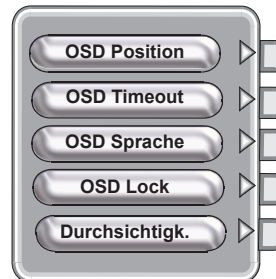 OSD Position
OSD Timeout
OSD Sprache
OSD Lock
Durchsichtigk.